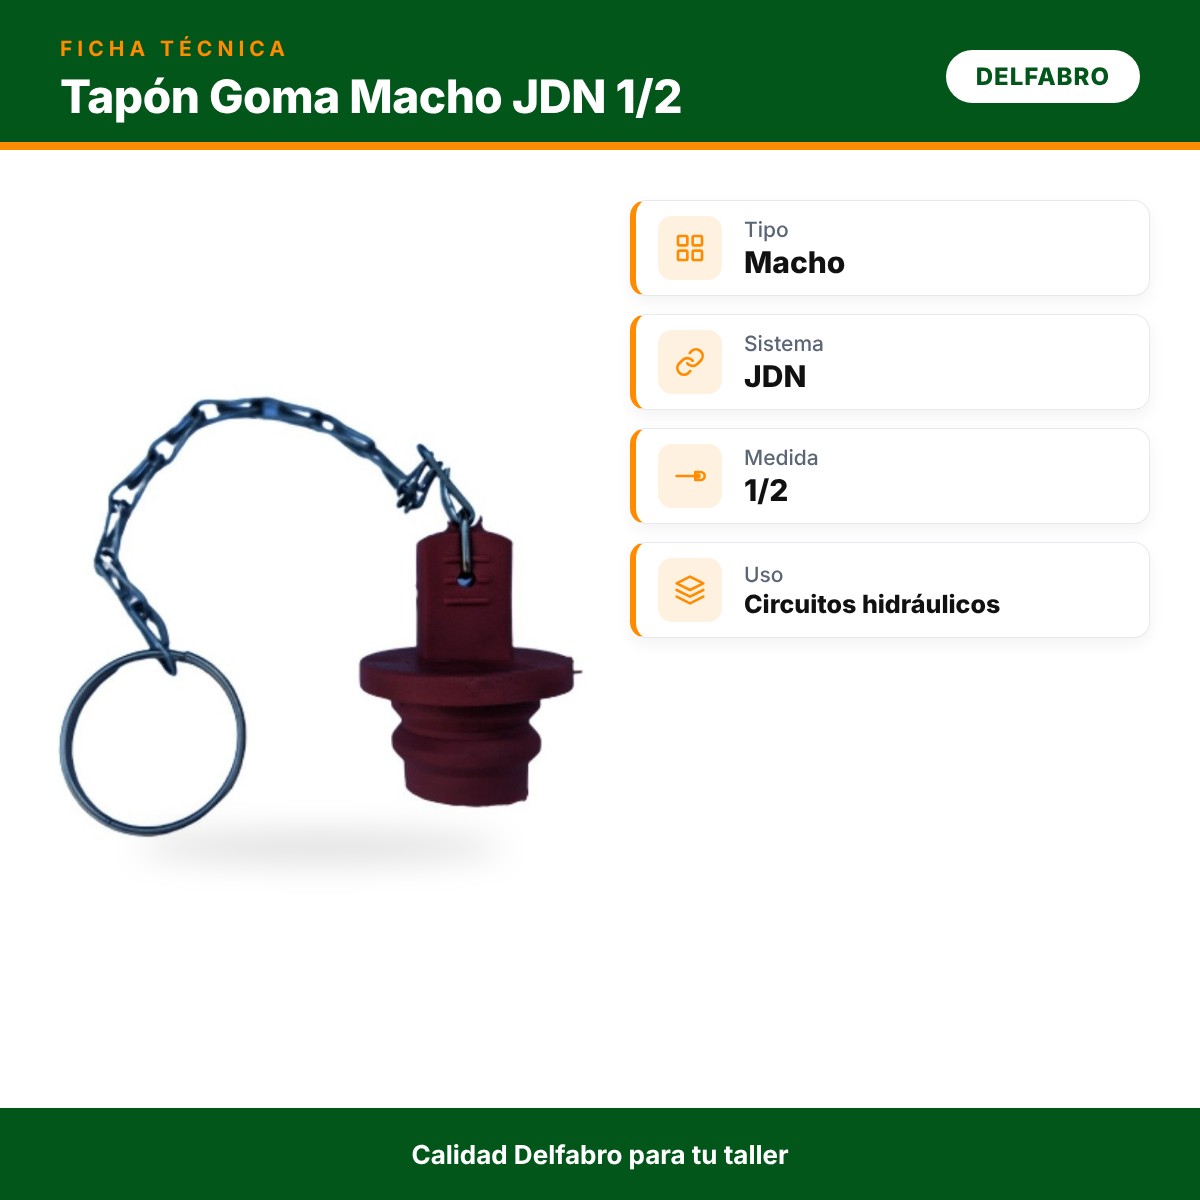 FICHA TÉCNICA
Tapón Goma Macho JDN 1/2
DELFABRO
Tipo
Macho
Sistema
JDN
Medida
1/2
Uso
Circuitos hidráulicos
Calidad Delfabro para tu taller